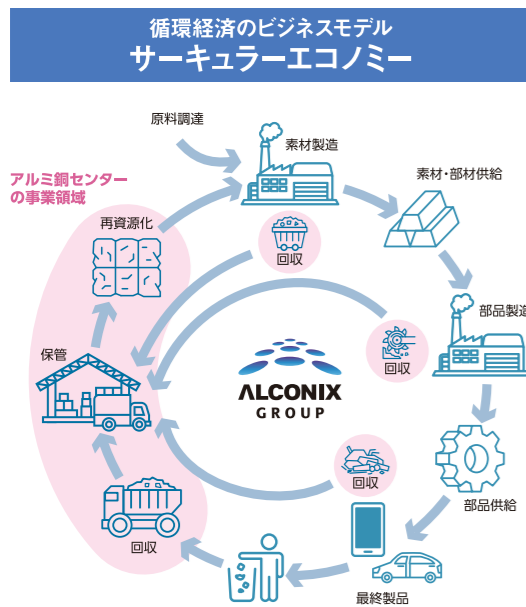 循環経済のビジネスモデル
サーキュラーエコノミー
原料調達
素材製造
素材・部材供給
アルミ銅センター
の事業領域
再資源化
回収
部品製造
保管
回収
ALCONIX
GROUP
回収
部品供給
回収
最終製品